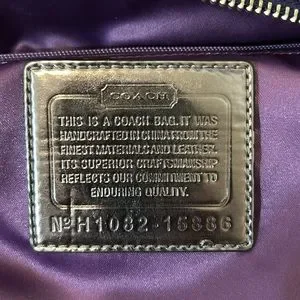 COACH
THIS IS A COACH BAG. IT WAS
HANDCRAFTED IN CHINA FROM THE
FINEST MATERIALS AND LEATHER.
ITS SUPERIOR CRAFTSMANSHIP
REFLECTS OUR COMMITMENT TO
ENDURING QUALITY.
Nº H1082-15886